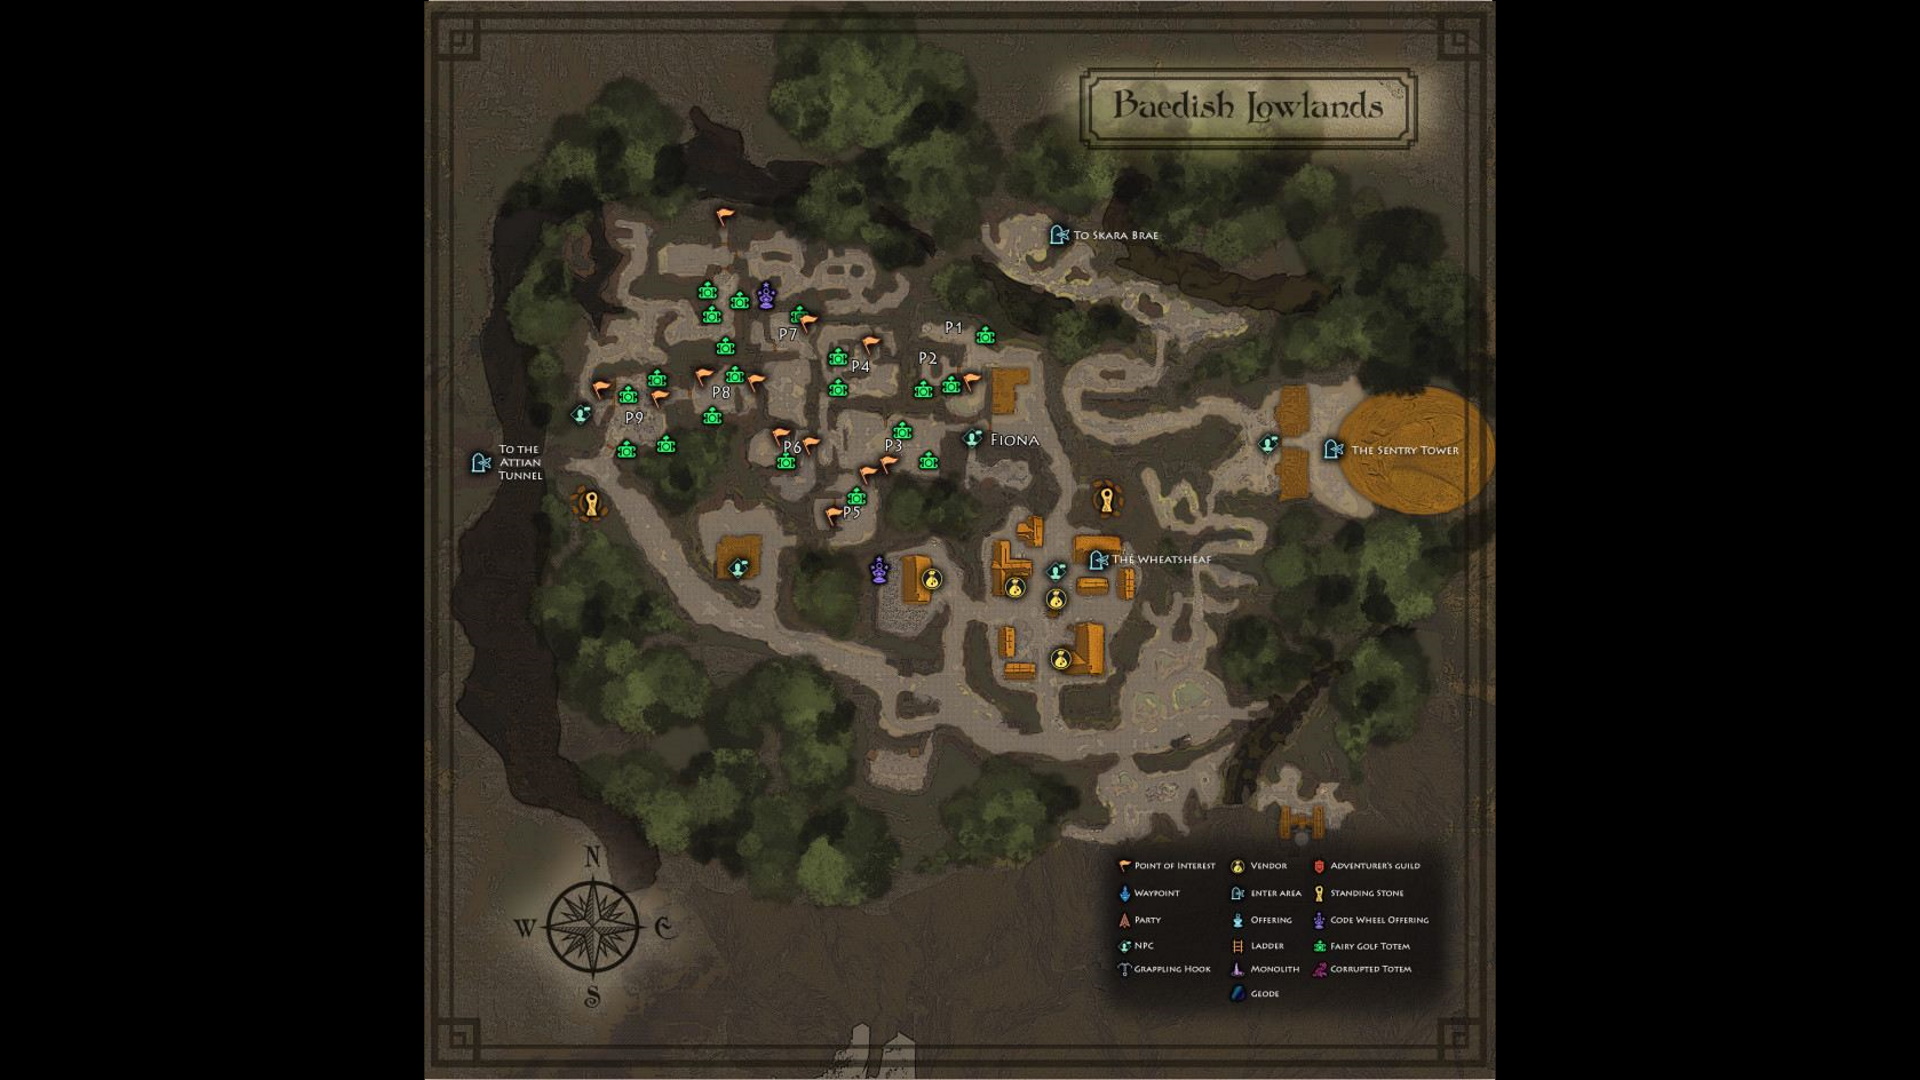 Baedish Lowlands
To Skara Brae
P1
P7
P2
P4
P8
P9
Fiona
P6
P3
The Sentry Tower
To the
Attian
Tunnel
P5
The Wheatsheaf
N
W
E
S
Point of Interest
Vendor
Adventurer's Guild
Waypoint
Enter Area
Standing Stone
Party
Offering
Code Wheel Offering
NPC
Ladder
Fairy Golf Totem
Grappling Hook
Monolith
Corrupted Totem
Geode